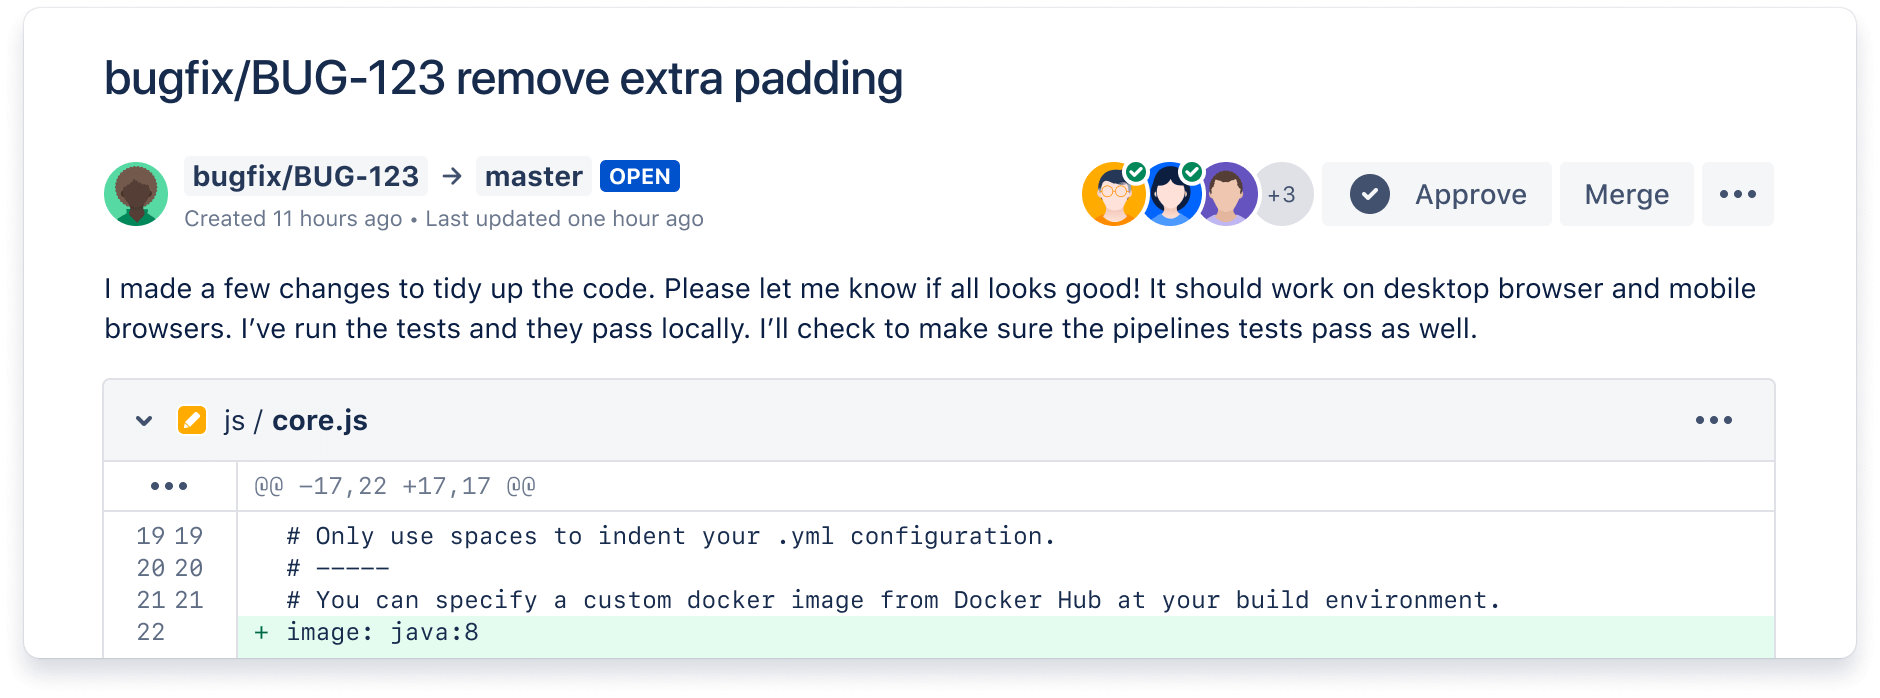 bugfix/BUG-123 remove extra padding
bugfix/BUG-123 → master OPEN
Created 11 hours ago • Last updated one hour ago
+3 Approve Merge •••
I made a few changes to tidy up the code. Please let me know if all looks good! It should work on desktop browser and mobile
browsers. I’ve run the tests and they pass locally. I’ll check to make sure the pipelines tests pass as well.
js / core.js •••
••• @@ −17,22 +17,17 @@
19 19 # Only use spaces to indent your .yml configuration.
20 20 # −−−−−
21 21 # You can specify a custom docker image from Docker Hub at your build environment.
22 + image: java:8